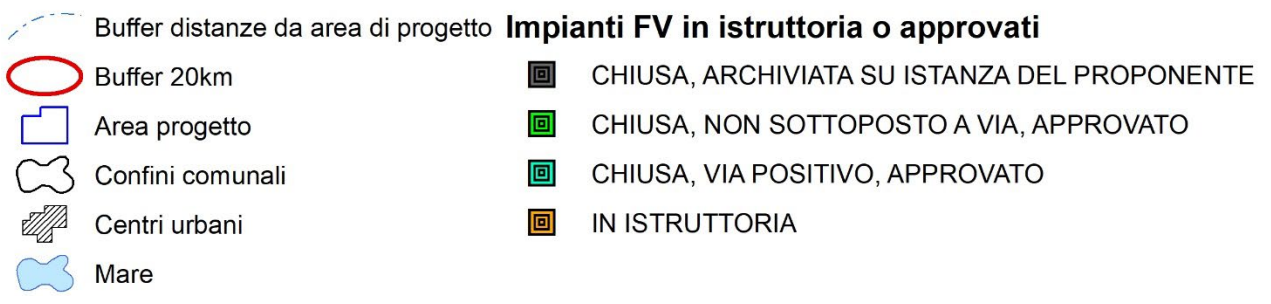 Buffer distanze da area di progetto
Buffer 20km
Area progetto
Confini comunali
Centri urbani
Mare
Impianti FV in istruttoria o approvati
CHIUSA, ARCHIVIATA SU ISTANZA DEL PROPONENTE
CHIUSA, NON SOTTOPOSTO A VIA, APPROVATO
CHIUSA, VIA POSITIVO, APPROVATO
IN ISTRUTTORIA